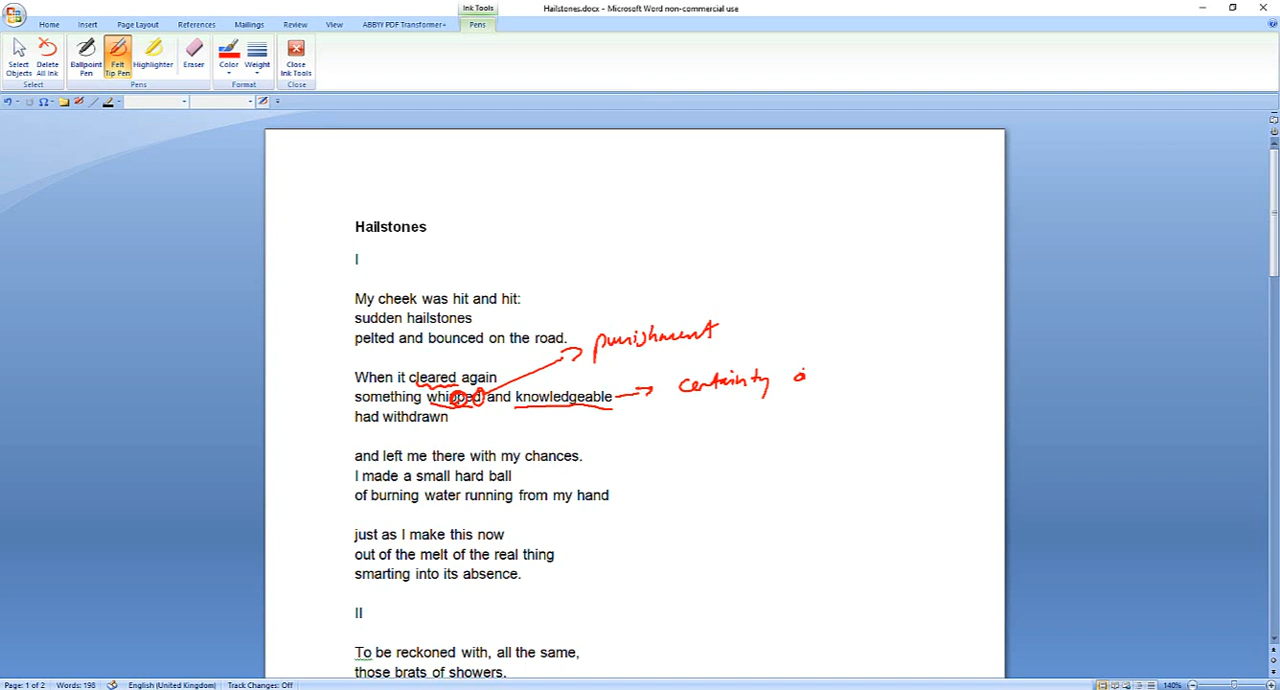 Ink Tools
Hailstones.docx - Microsoft Word non-commercial use
Home Insert Page Layout References Mailings Review View ABBYY PDF Transformer+ Pens
Select Objects
Delete All Ink
Ballpoint Pen
Felt Tip Pen
Highlighter
Eraser
Color
Weight
Close Ink Tools
Select Pens Format Close
Hailstones
I
My cheek was hit and hit:
sudden hailstones
pelted and bounced on the road.
punishment
When it cleared again
something whipped and knowledgeable
certainty
had withdrawn
and left me there with my chances.
I made a small hard ball
of burning water running from my hand
just as I make this now
out of the melt of the real thing
smarting into its absence.
II
To be reckoned with, all the same,
those brats of showers.
Page: 1 of 2 Words: 198 English (United Kingdom) Track Changes: Off 140%